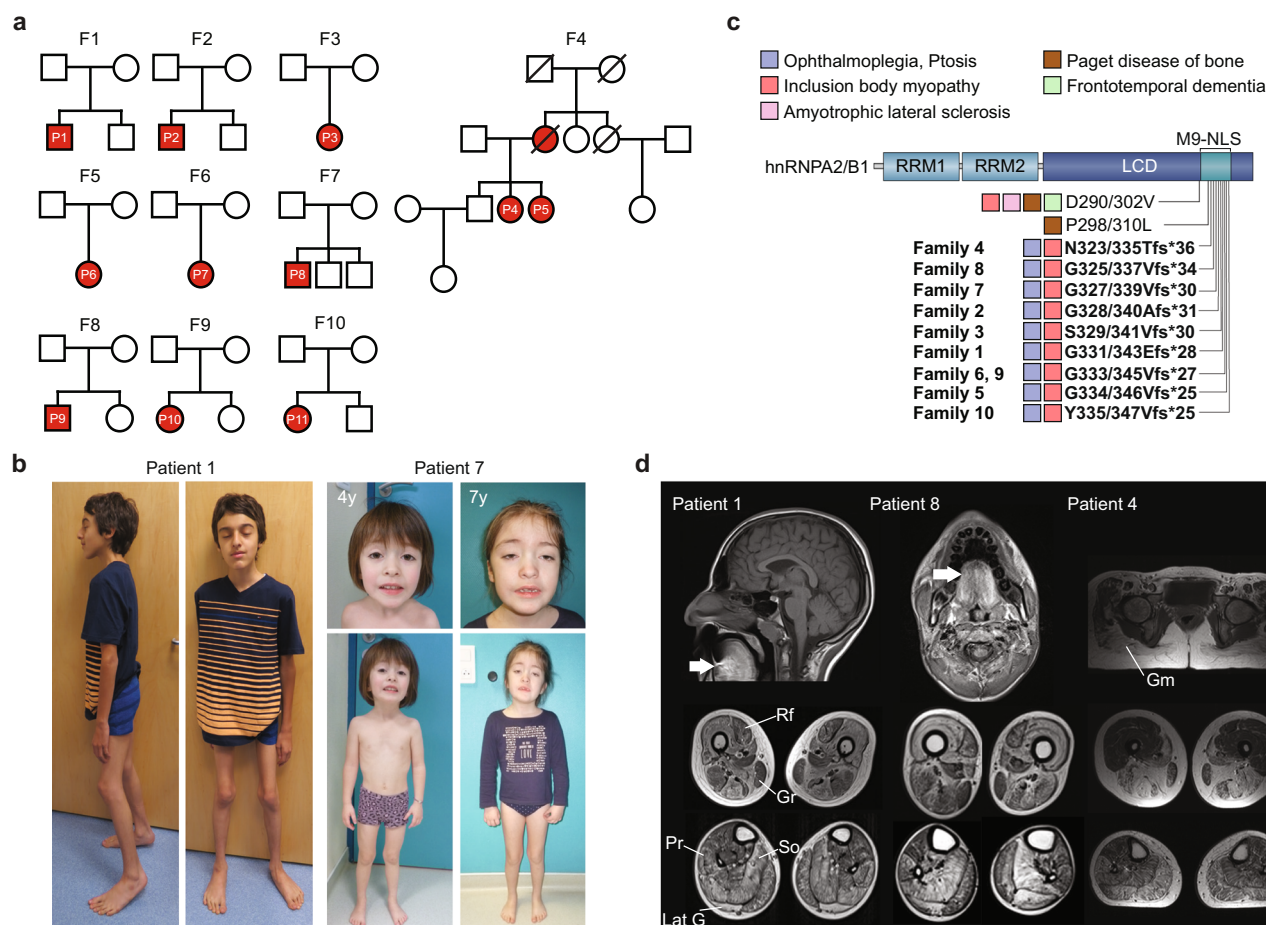 a
F1
F2
F3
F4
P1
P2
P3
F5
F6
F7
P4
P5
P6
P7
P8
F8
F9
F10
P9
P10
P11
b
Patient 1
Patient 7
4y
7y
LOVE
c
Ophthalmoplegia, Ptosis
Inclusion body myopathy
Amyotrophic lateral sclerosis
Paget disease of bone
Frontotemporal dementia
M9-NLS
hnRNPA2/B1
RRM1
RRM2
LCD
D290/302V
P298/310L
Family 4 N323/335Tfs*36
Family 8 G325/337Vfs*34
Family 7 G327/339Vfs*30
Family 2 G328/340Afs*31
Family 3 S329/341Vfs*30
Family 1 G331/343Efs*28
Family 6, 9 G333/345Vfs*27
Family 5 G334/346Vfs*25
Family 10 Y335/347Vfs*25
d
Patient 1
Patient 8
Patient 4
Gm
Rf
Gr
Pr
So
Lat G